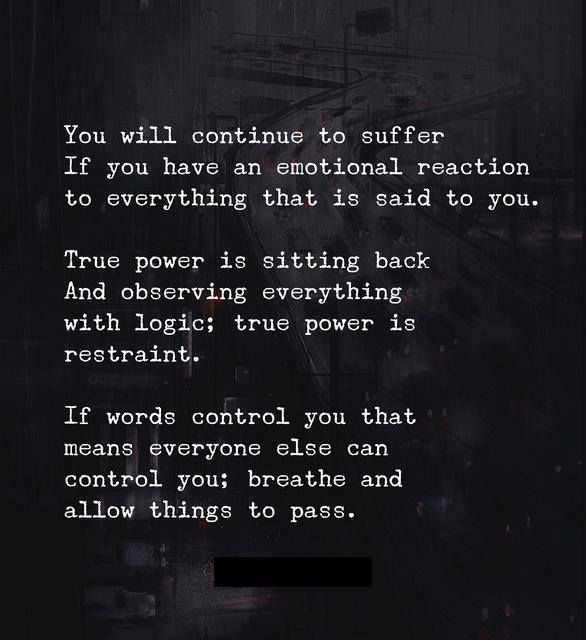 You will continue to suffer
If you have an emotional reaction
to everything that is said to you.
True power is sitting back
And observing everything
with logic; true power is
restraint.
If words control you that
means everyone else can
control you; breathe and
allow things to pass.